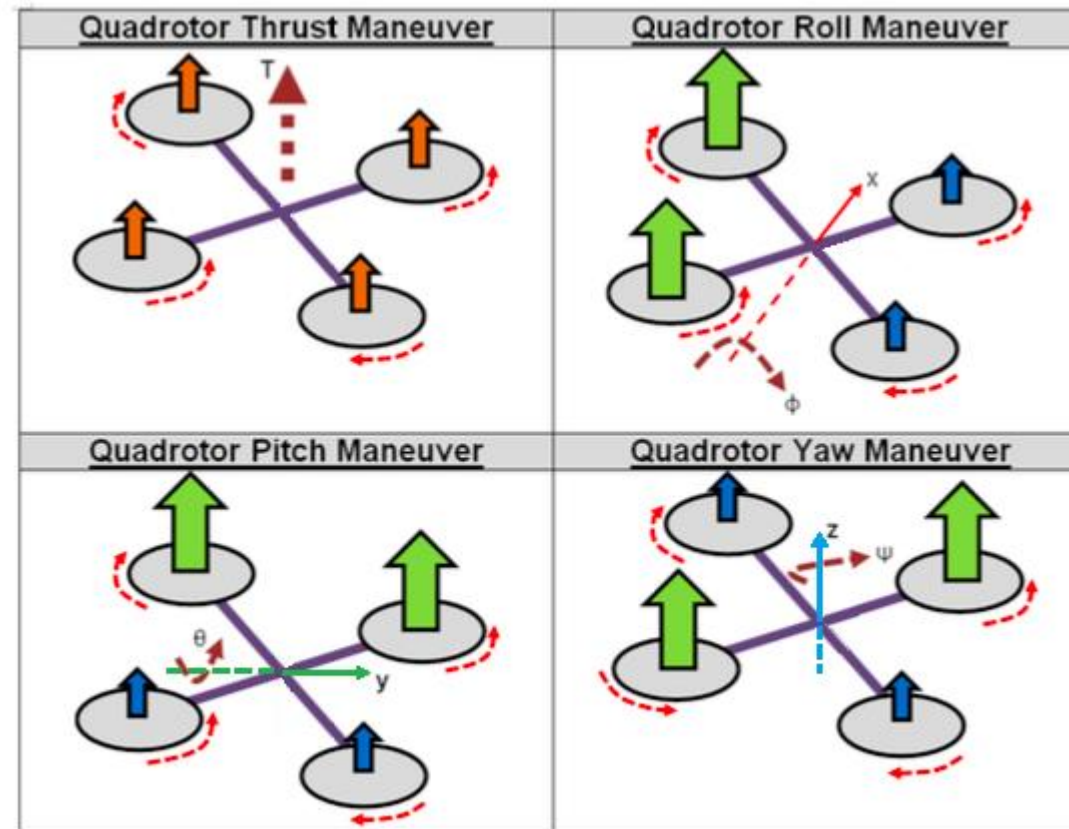 Quadrotor Thrust Maneuver
Quadrotor Roll Maneuver
T
X
ϕ
Quadrotor Pitch Maneuver
Quadrotor Yaw Maneuver
θ
y
z
Ψ